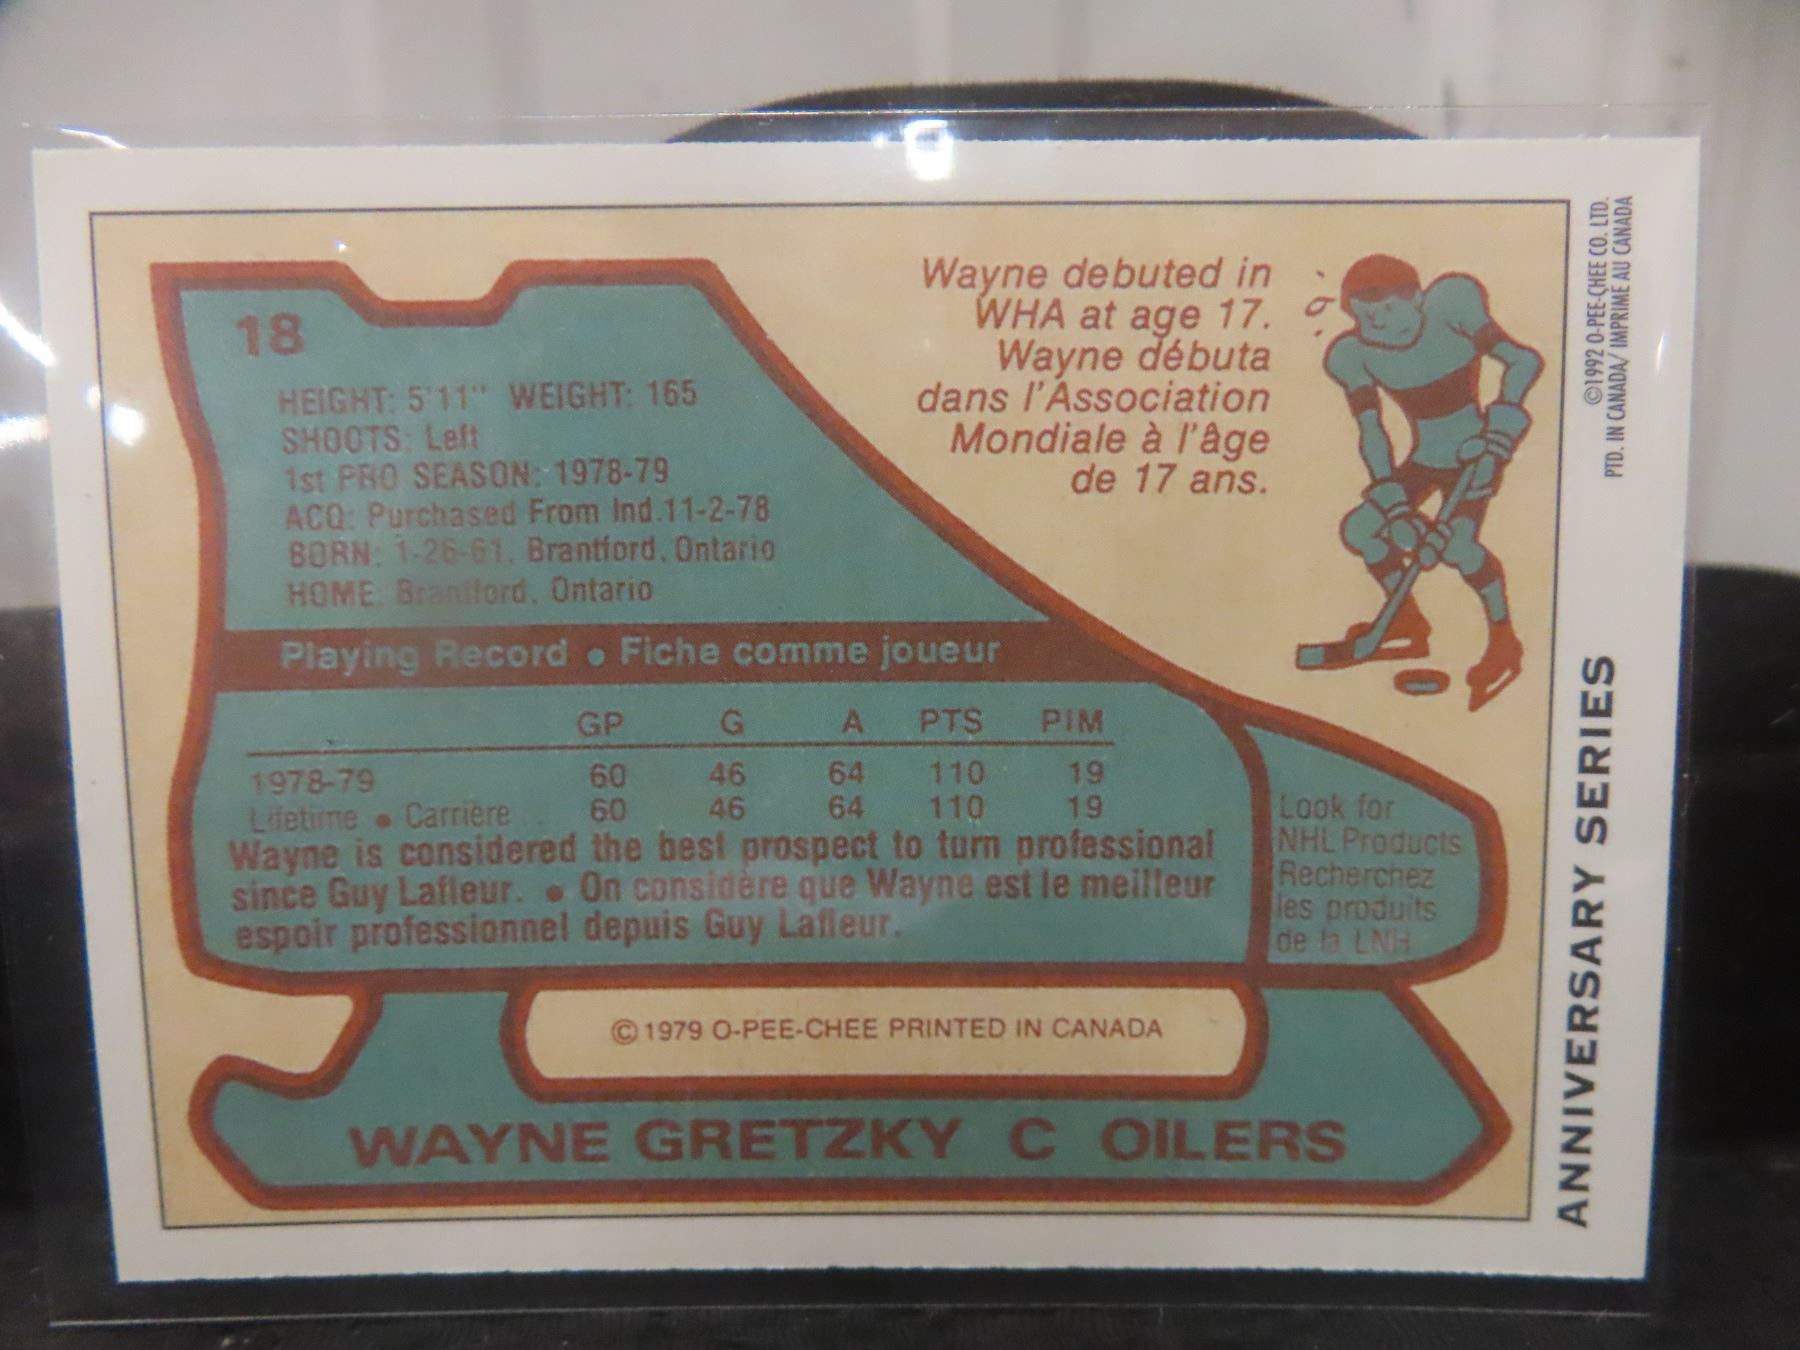 18
HEIGHT: 5'11" WEIGHT: 165
SHOOTS: Left
1st PRO SEASON: 1978-79
ACQ: Purchased From Ind.11-2-78
BORN: 1-26-61, Brantford, Ontario
HOME: Brantford, Ontario
Wayne debuted in
WHA at age 17.
Wayne débuta
dans l'Association
Mondiale à l'âge
de 17 ans.
Playing Record • Fiche comme joueur
GP G A PTS PIM
1978-79 60 46 64 110 19
Lifetime • Carrière 60 46 64 110 19
Wayne is considered the best prospect to turn professional
since Guy Lafleur. • On considère que Wayne est le meilleur
espoir professionnel depuis Guy Lafleur.
Look for
NHL Products
Recherchez
les produits
de la LNH
© 1979 O-PEE-CHEE PRINTED IN CANADA
WAYNE GRETZKY C OILERS
©1992 O-PEE-CHEE CO. LTD.
PTD. IN CANADA/ IMPRIME AU CANADA
ANNIVERSARY SERIES